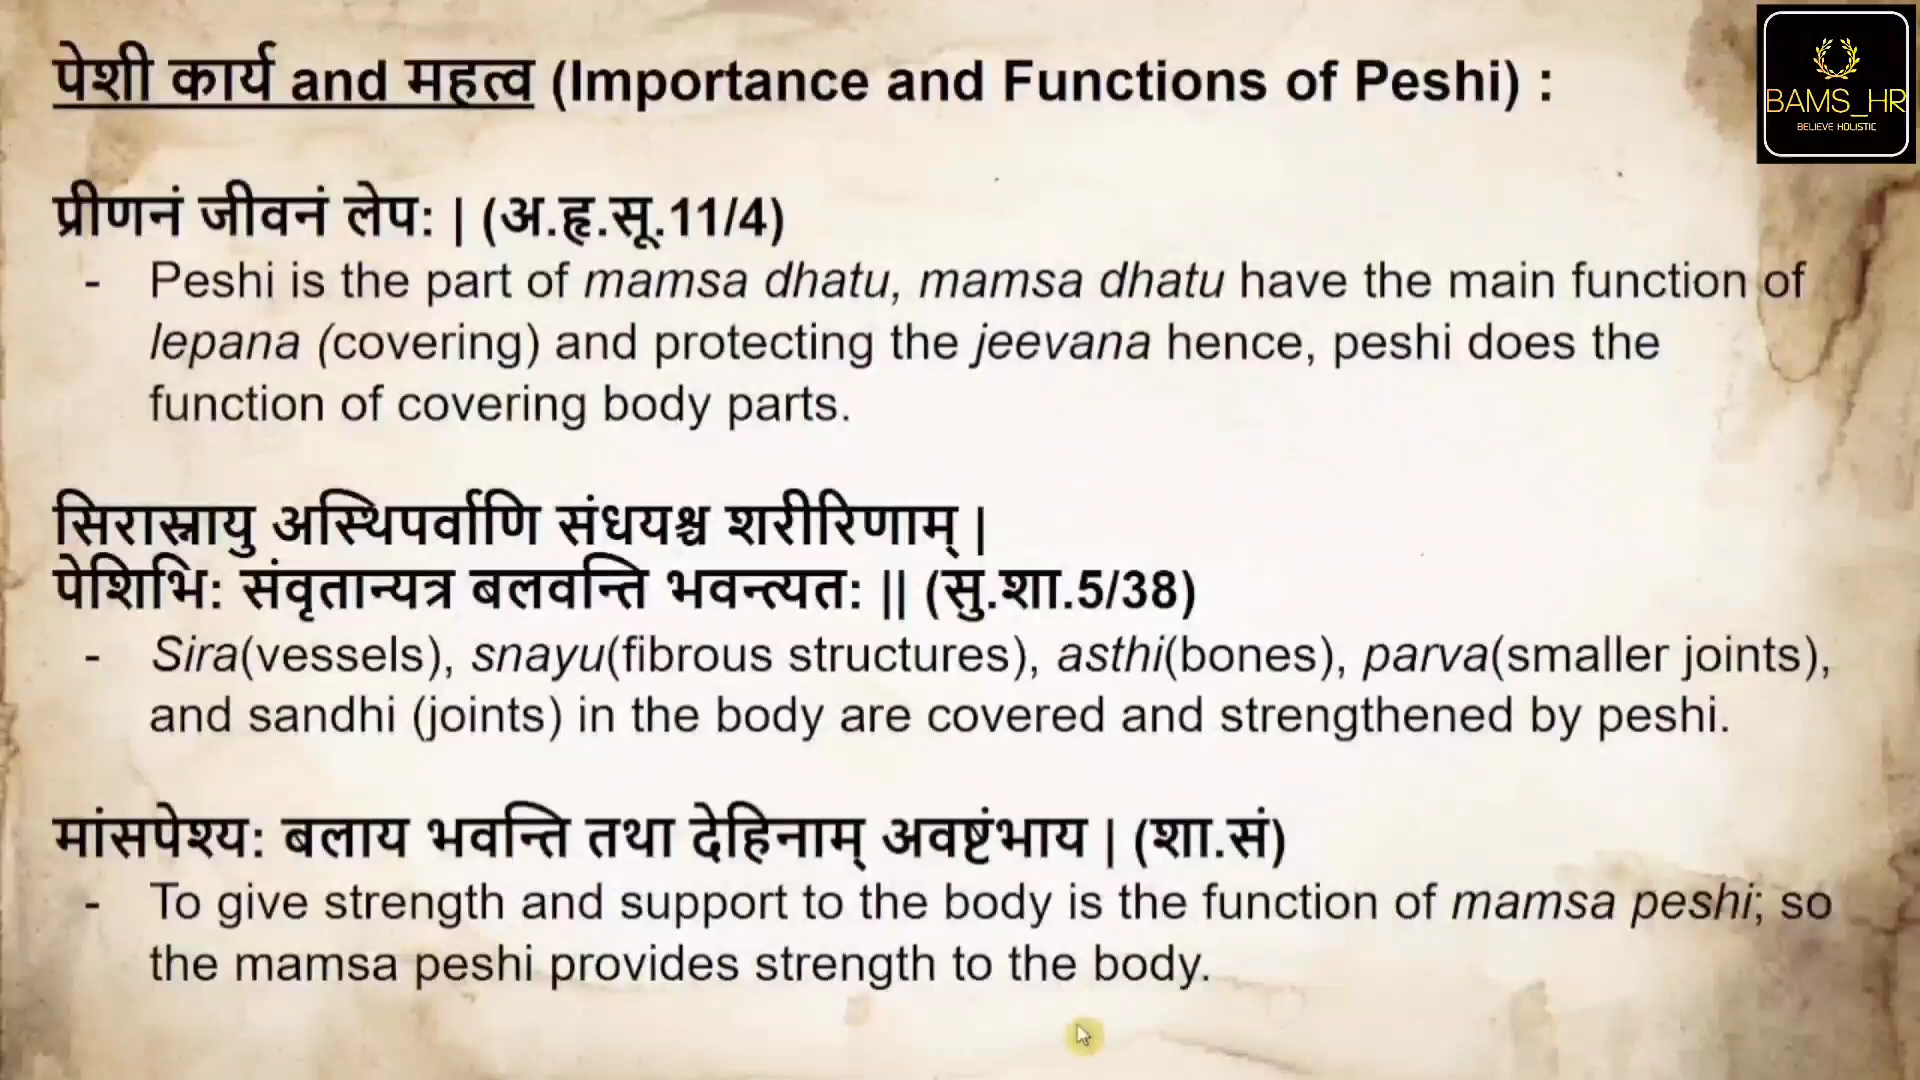 पेशी कार्य and महत्व (Importance and Functions of Peshi) :
BAMS_HR
BELIEVE HOLISTIC
प्रीणनं जीवनं लेप: | (अ.हृ.सू.11/4)
- Peshi is the part of mamsa dhatu, mamsa dhatu have the main function of
lepana (covering) and protecting the jeevana hence, peshi does the
function of covering body parts.
सिरास्नायु अस्थिपर्वाणि संधयश्च शरीरिणाम् |
पेशिभि: संवृतान्यत्र बलवन्ति भवन्त्यत: || (सु.शा.5/38)
- Sira(vessels), snayu(fibrous structures), asthi(bones), parva(smaller joints),
and sandhi (joints) in the body are covered and strengthened by peshi.
मांसपेश्य: बलाय भवन्ति तथा देहिनाम् अवष्टंभाय | (शा.सं)
- To give strength and support to the body is the function of mamsa peshi; so
the mamsa peshi provides strength to the body.